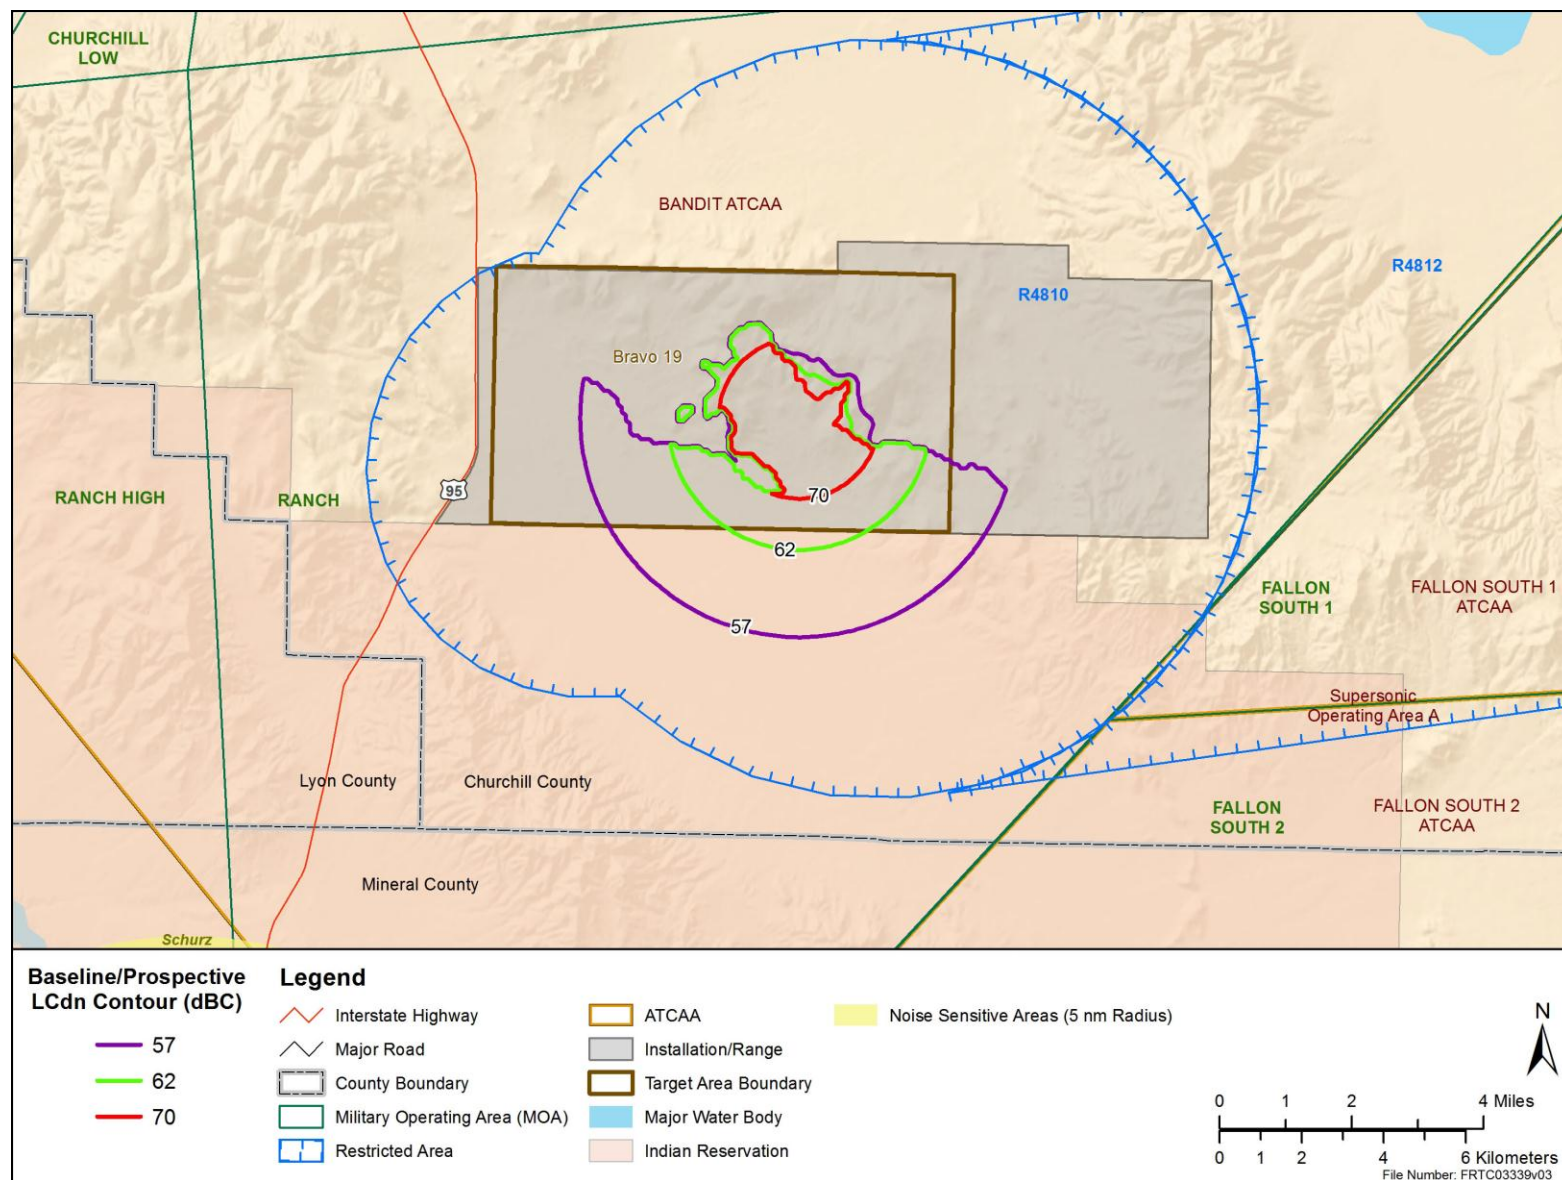 CHURCHILL
LOW
BANDIT ATCAA
R4812
R4810
Bravo 19
RANCH HIGH
RANCH
95
70
62
57
FALLON
SOUTH 1
FALLON SOUTH 1
ATCAA
Supersonic
Operating Area A
Lyon County
Churchill County
FALLON
SOUTH 2
FALLON SOUTH 2
ATCAA
Mineral County
Schurz
Baseline/Prospective
LCdn Contour (dBC)
57
62
70
Legend
Interstate Highway
Major Road
County Boundary
Military Operating Area (MOA)
Restricted Area
ATCAA
Installation/Range
Target Area Boundary
Major Water Body
Indian Reservation
Noise Sensitive Areas (5 nm Radius)
N
0 1 2 4 Miles
0 1 2 4 6 Kilometers
File Number: FRTC03339v03